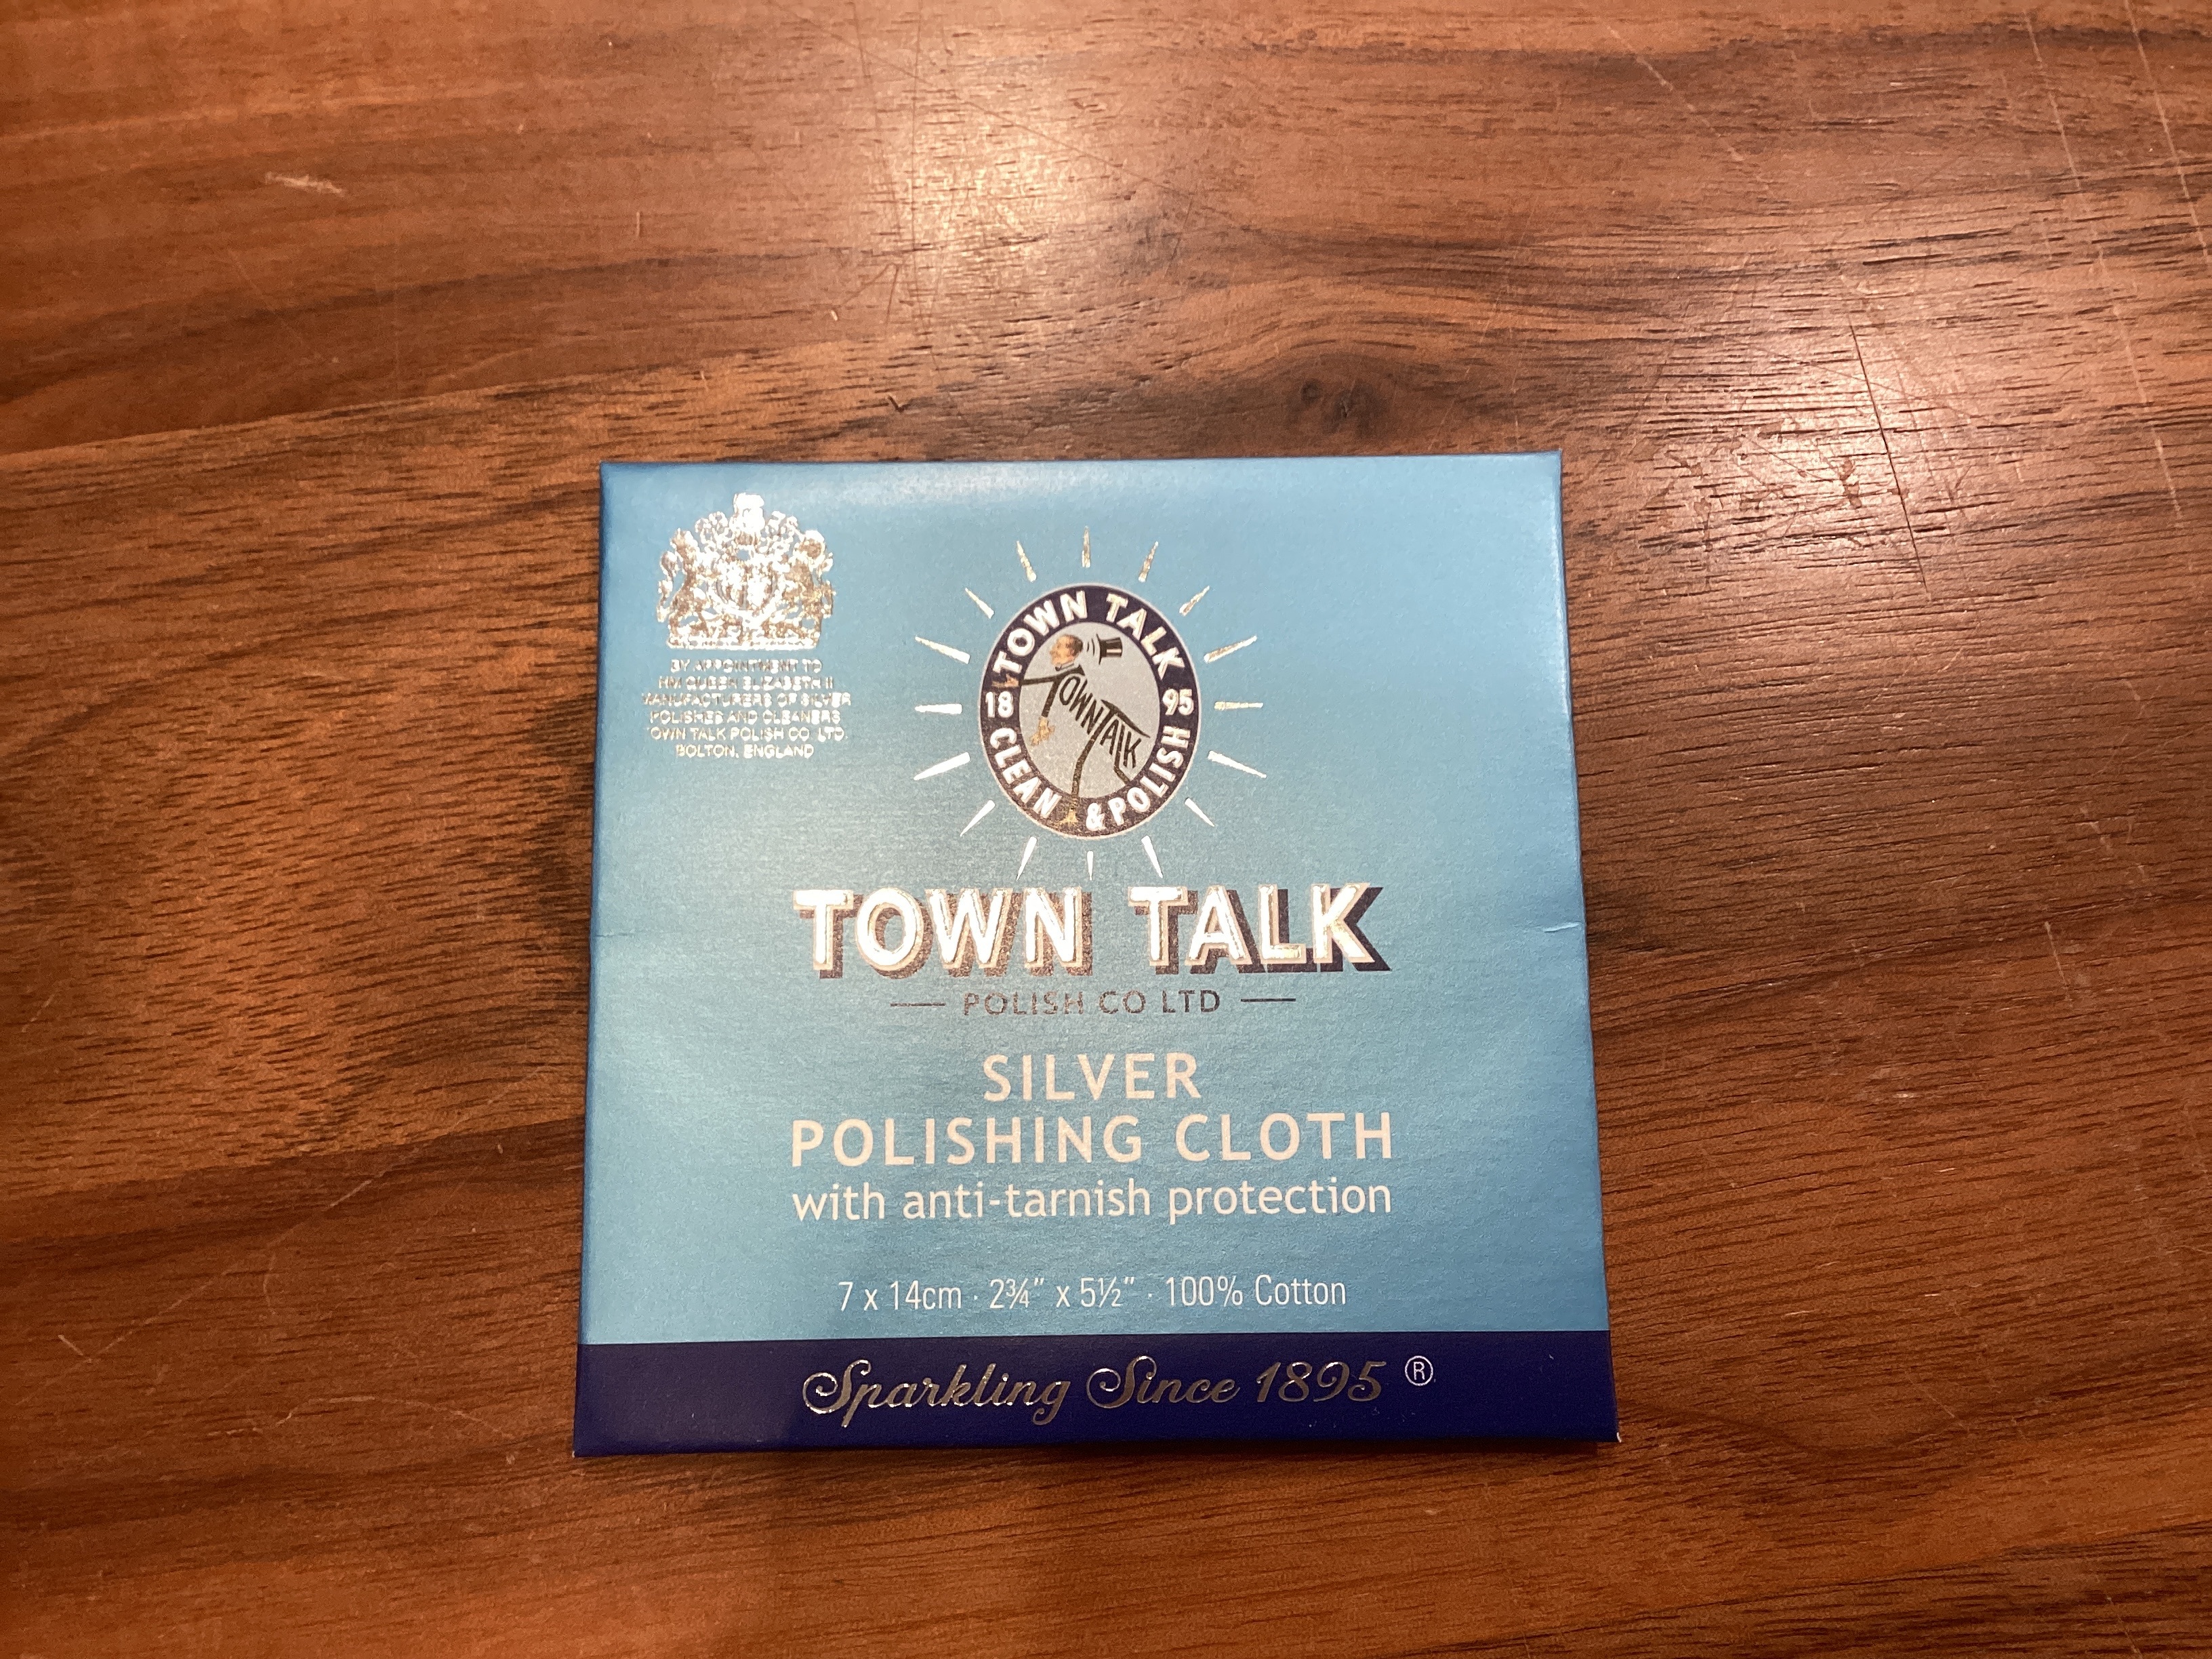 BY APPOINTMENT TO
HM QUEEN ELIZABETH II
MANUFACTURERS OF SILVER
POLISHES AND CLEANERS
TOWN TALK POLISH CO. LTD.
BOLTON, ENGLAND
TOWN TALK
18 95
TOWN TALK
CLEAN & POLISH
TOWN TALK
POLISH CO LTD
SILVER
POLISHING CLOTH
with anti-tarnish protection
7 x 14cm · 2¾" x 5½" · 100% Cotton
Sparkling Since 1895 ®